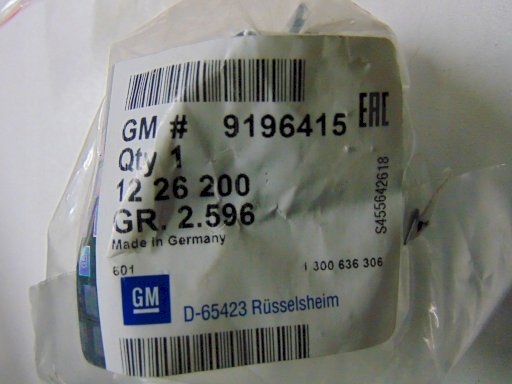 GM # 9196415 EAC
Qty 1
12 26 200
GR. 2.596
Made in Germany
S455642618
601 1 300 636 306
GM
D-65423 Rüsselsheim